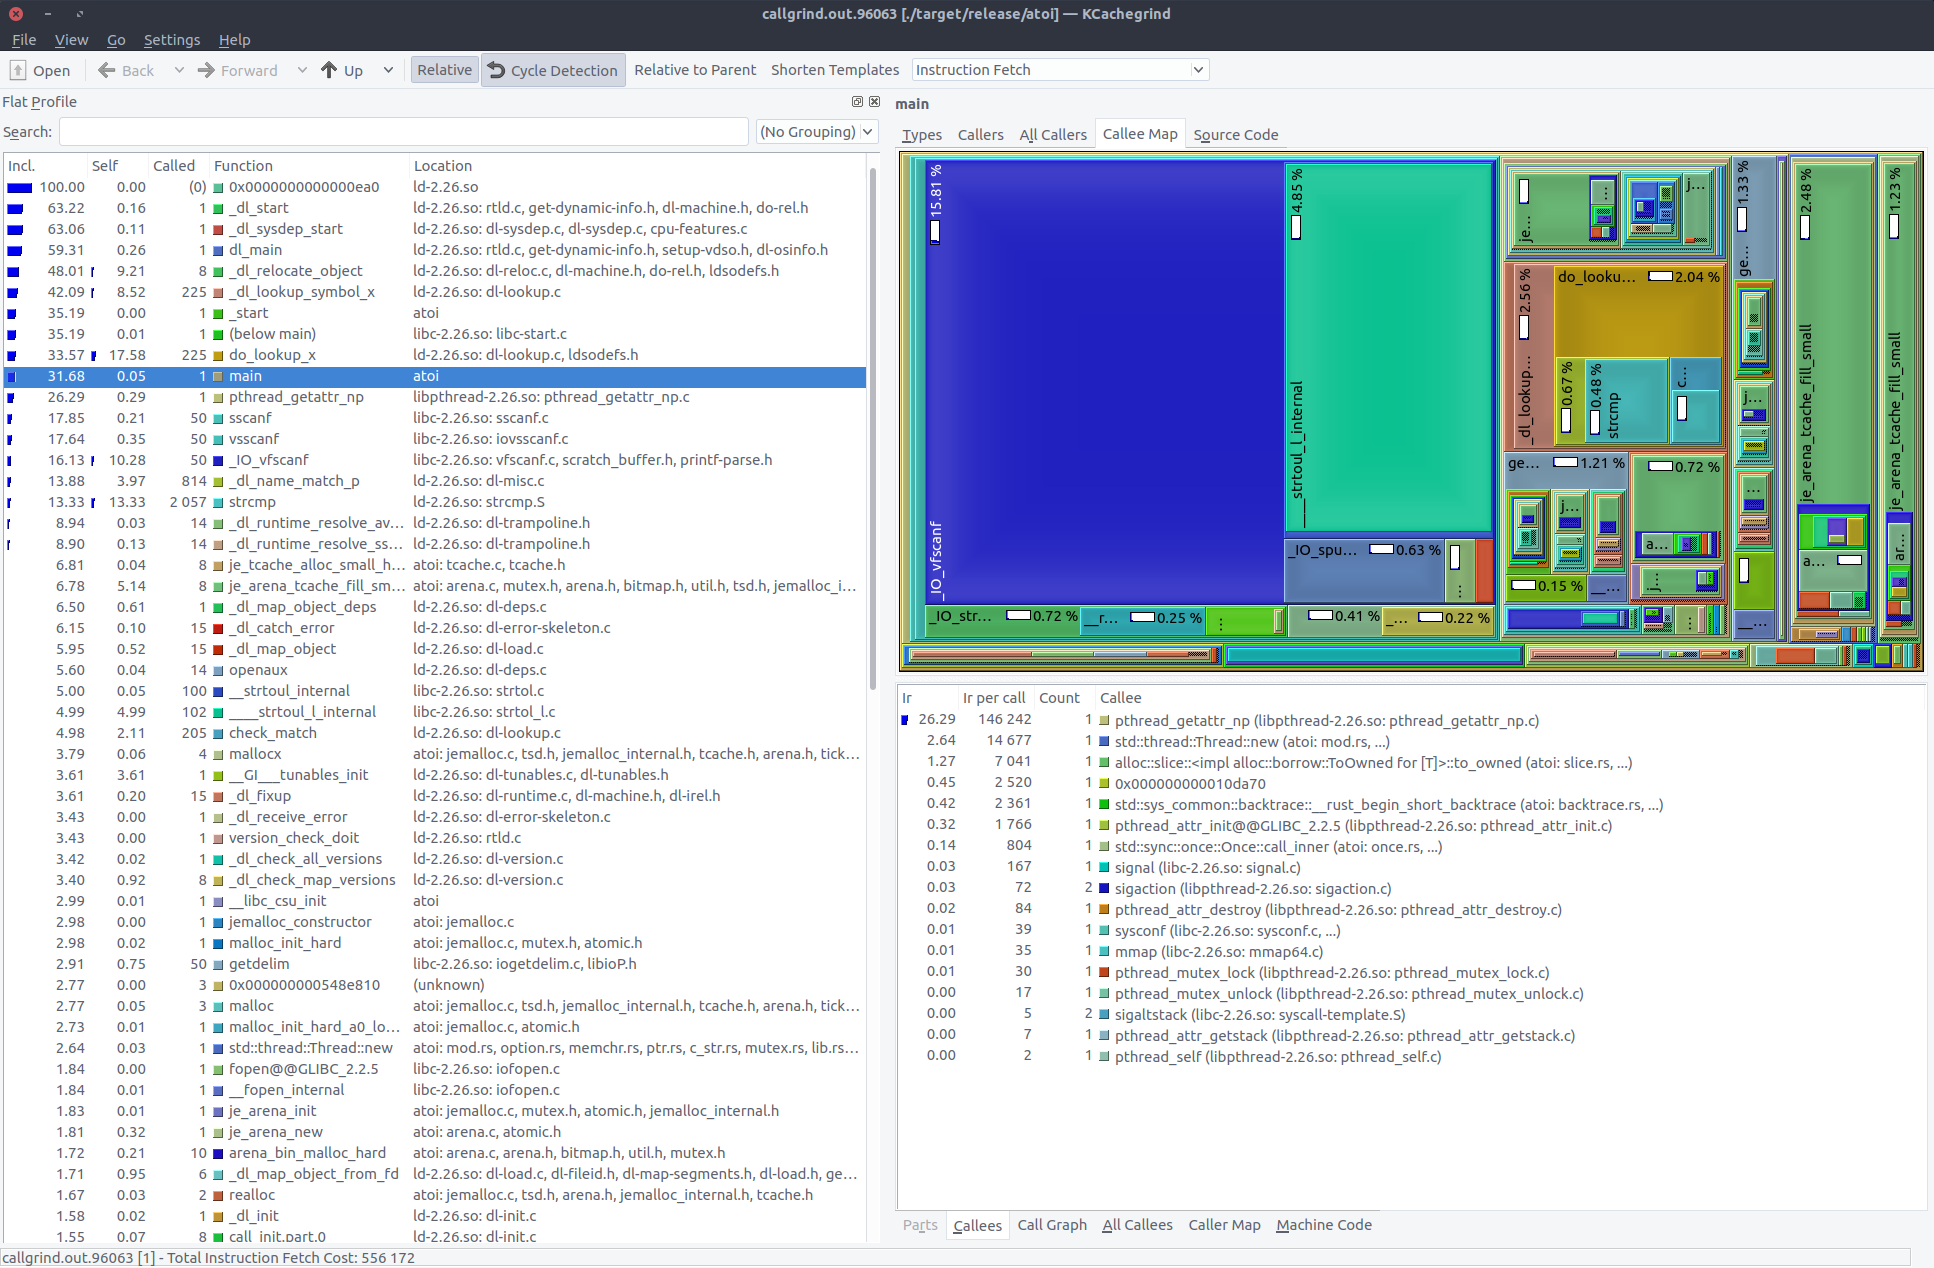 callgrind.out.96063 [./target/release/atoi] — KCachegrind
File View Go Settings Help
Open Back Forward Up Relative Cycle Detection Relative to Parent Shorten Templates Instruction Fetch
Flat Profile
Search: (No Grouping)
Incl. Self Called Function Location
100.00 0.00 (0) 0x0000000000000ea0 ld-2.26.so
63.22 0.16 1 _dl_start ld-2.26.so: rtld.c, get-dynamic-info.h, dl-machine.h, do-rel.h
63.06 0.11 1 _dl_sysdep_start ld-2.26.so: dl-sysdep.c, dl-sysdep.c, cpu-features.c
59.31 0.26 1 dl_main ld-2.26.so: rtld.c, get-dynamic-info.h, setup-vdso.h, dl-osinfo.h
48.01 9.21 8 _dl_relocate_object ld-2.26.so: dl-reloc.c, dl-machine.h, do-rel.h, ldsodefs.h
42.09 8.52 225 _dl_lookup_symbol_x ld-2.26.so: dl-lookup.c
35.19 0.00 1 _start atoi
35.19 0.01 1 (below main) libc-2.26.so: libc-start.c
33.57 17.58 225 do_lookup_x ld-2.26.so: dl-lookup.c, ldsodefs.h
31.68 0.05 1 main atoi
26.29 0.29 1 pthread_getattr_np libpthread-2.26.so: pthread_getattr_np.c
17.85 0.21 50 sscanf libc-2.26.so: sscanf.c
17.64 0.35 50 vsscanf libc-2.26.so: iovsscanf.c
16.13 10.28 50 _IO_vfscanf libc-2.26.so: vfscanf.c, scratch_buffer.h, printf-parse.h
13.88 3.97 814 _dl_name_match_p ld-2.26.so: dl-misc.c
13.33 13.33 2 057 strcmp ld-2.26.so: strcmp.S
8.94 0.03 14 _dl_runtime_resolve_av... ld-2.26.so: dl-trampoline.h
8.90 0.13 14 _dl_runtime_resolve_ss... ld-2.26.so: dl-trampoline.h
6.81 0.04 8 je_tcache_alloc_small_h... atoi: tcache.c, tcache.h
6.78 5.14 8 je_arena_tcache_fill_sm... atoi: arena.c, mutex.h, arena.h, bitmap.h, util.h, tsd.h, jemalloc_i...
6.50 0.61 1 _dl_map_object_deps ld-2.26.so: dl-deps.c
6.15 0.10 15 _dl_catch_error ld-2.26.so: dl-error-skeleton.c
5.95 0.52 15 _dl_map_object ld-2.26.so: dl-load.c
5.60 0.04 14 openaux ld-2.26.so: dl-deps.c
5.00 0.05 100 __strtoul_internal libc-2.26.so: strtol.c
4.99 4.99 102 ____strtoul_l_internal libc-2.26.so: strtol_l.c
4.98 2.11 205 check_match ld-2.26.so: dl-lookup.c
3.79 0.06 4 mallocx atoi: jemalloc.c, tsd.h, jemalloc_internal.h, tcache.h, arena.h, tick...
3.61 3.61 1 __GI___tunables_init ld-2.26.so: dl-tunables.c, dl-tunables.h
3.61 0.20 15 _dl_fixup ld-2.26.so: dl-runtime.c, dl-machine.h, dl-irel.h
3.43 0.00 1 _dl_receive_error ld-2.26.so: dl-error-skeleton.c
3.43 0.00 1 version_check_doit ld-2.26.so: rtld.c
3.42 0.02 1 _dl_check_all_versions ld-2.26.so: dl-version.c
3.40 0.92 8 _dl_check_map_versions ld-2.26.so: dl-version.c
2.99 0.01 1 __libc_csu_init atoi
2.98 0.00 1 jemalloc_constructor atoi: jemalloc.c
2.98 0.02 1 malloc_init_hard atoi: jemalloc.c, mutex.h, atomic.h
2.91 0.75 50 getdelim libc-2.26.so: iogetdelim.c, libioP.h
2.77 0.00 3 0x000000000548e810 (unknown)
2.77 0.05 3 malloc atoi: jemalloc.c, tsd.h, jemalloc_internal.h, tcache.h, arena.h, tick...
2.73 0.01 1 malloc_init_hard_a0_lo... atoi: jemalloc.c, atomic.h
2.64 0.03 1 std::thread::Thread::new atoi: mod.rs, option.rs, memchr.rs, ptr.rs, c_str.rs, mutex.rs, lib.rs...
1.84 0.00 1 fopen@@GLIBC_2.2.5 libc-2.26.so: iofopen.c
1.84 0.01 1 __fopen_internal libc-2.26.so: iofopen.c
1.83 0.01 1 je_arena_init atoi: jemalloc.c, mutex.h, atomic.h, jemalloc_internal.h
1.81 0.32 1 je_arena_new atoi: arena.c, atomic.h
1.72 0.21 10 arena_bin_malloc_hard atoi: arena.c, arena.h, bitmap.h, util.h, mutex.h
1.71 0.95 6 _dl_map_object_from_fd ld-2.26.so: dl-load.c, dl-fileid.h, dl-map-segments.h, dl-load.h, ge...
1.67 0.03 2 realloc atoi: jemalloc.c, tsd.h, arena.h, jemalloc_internal.h, tcache.h
1.58 0.02 1 _dl_init ld-2.26.so: dl-init.c
1.55 0.07 8 call_init.part.0 ld-2.26.so: dl-init.c
main
Types Callers All Callers Callee Map Source Code
_IO_vfscanf 15.81 %
____strtoul_l_internal 4.85 %
_IO_spu... 0.63 %
...
_IO_str... 0.72 %
__r... 0.25 %
...
0.41 %
_... 0.22 %
je...
...
j...
_dl_lookup... 2.56 %
do_looku... 2.04 %
0.67 %
strcmp 0.48 %
c...
ge... 1.21 %
j...
0.72 %
a...
0.15 %
__...
...j
...
ge... 1.33 %
j...
...
__...
je_arena_tcache_fill_small 2.48 %
a...
je_arena_tcache_fill_small 1.23 %
ar...
Ir Ir per call Count Callee
26.29 146 242 1 pthread_getattr_np (libpthread-2.26.so: pthread_getattr_np.c)
2.64 14 677 1 std::thread::Thread::new (atoi: mod.rs, ...)
1.27 7 041 1 alloc::slice::<impl alloc::borrow::ToOwned for [T]>::to_owned (atoi: slice.rs, ...)
0.45 2 520 1 0x000000000010da70
0.42 2 361 1 std::sys_common::backtrace::__rust_begin_short_backtrace (atoi: backtrace.rs, ...)
0.32 1 766 1 pthread_attr_init@@GLIBC_2.2.5 (libpthread-2.26.so: pthread_attr_init.c)
0.14 804 1 std::sync::once::Once::call_inner (atoi: once.rs, ...)
0.03 167 1 signal (libc-2.26.so: signal.c)
0.03 72 2 sigaction (libpthread-2.26.so: sigaction.c)
0.02 84 1 pthread_attr_destroy (libpthread-2.26.so: pthread_attr_destroy.c)
0.01 39 1 sysconf (libc-2.26.so: sysconf.c, ...)
0.01 35 1 mmap (libc-2.26.so: mmap64.c)
0.01 30 1 pthread_mutex_lock (libpthread-2.26.so: pthread_mutex_lock.c)
0.00 17 1 pthread_mutex_unlock (libpthread-2.26.so: pthread_mutex_unlock.c)
0.00 5 2 sigaltstack (libc-2.26.so: syscall-template.S)
0.00 7 1 pthread_attr_getstack (libpthread-2.26.so: pthread_attr_getstack.c)
0.00 2 1 pthread_self (libpthread-2.26.so: pthread_self.c)
Parts Callees Call Graph All Callees Caller Map Machine Code
callgrind.out.96063 [1] - Total Instruction Fetch Cost: 556 172